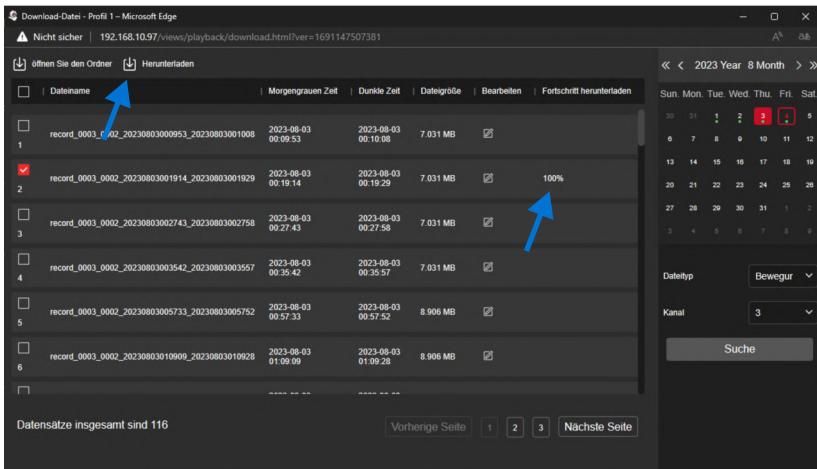 Download-Datei - Profil 1 – Microsoft Edge
Nicht sicher | 192.168.10.97/views/playback/download.html?ver=1691147507381
öffnen Sie den Ordner Herunterladen
Dateiname | Morgengrauen Zeit | Dunkle Zeit | Dateigröße | Bearbeiten | Fortschritt herunterladen
1 record_0003_0002_20230803000953_20230803001008 2023-08-03 00:09:53 2023-08-03 00:10:08 7.031 MB
2 record_0003_0002_20230803001914_20230803001929 2023-08-03 00:19:14 2023-08-03 00:19:29 7.031 MB 100%
3 record_0003_0002_20230803002743_20230803002758 2023-08-03 00:27:43 2023-08-03 00:27:58 7.031 MB
4 record_0003_0002_20230803003542_20230803003557 2023-08-03 00:35:42 2023-08-03 00:35:57 7.031 MB
5 record_0003_0002_20230803005733_20230803005752 2023-08-03 00:57:33 2023-08-03 00:57:52 8.906 MB
6 record_0003_0002_20230803010909_20230803010928 2023-08-03 01:09:09 2023-08-03 01:09:28 8.906 MB
Datensätze insgesamt sind 116
Vorherige Seite 1 2 3 Nächste Seite
« < 2023 Year 8 Month > »
Sun. Mon. Tue. Wed. Thu. Fri. Sat.
30 31 1 2 3 4 5
6 7 8 9 10 11 12
13 14 15 16 17 18 19
20 21 22 23 24 25 26
27 28 29 30 31 1 2
3 4 5 6 7 8 9
Dateityp Bewegur
Kanal 3
Suche